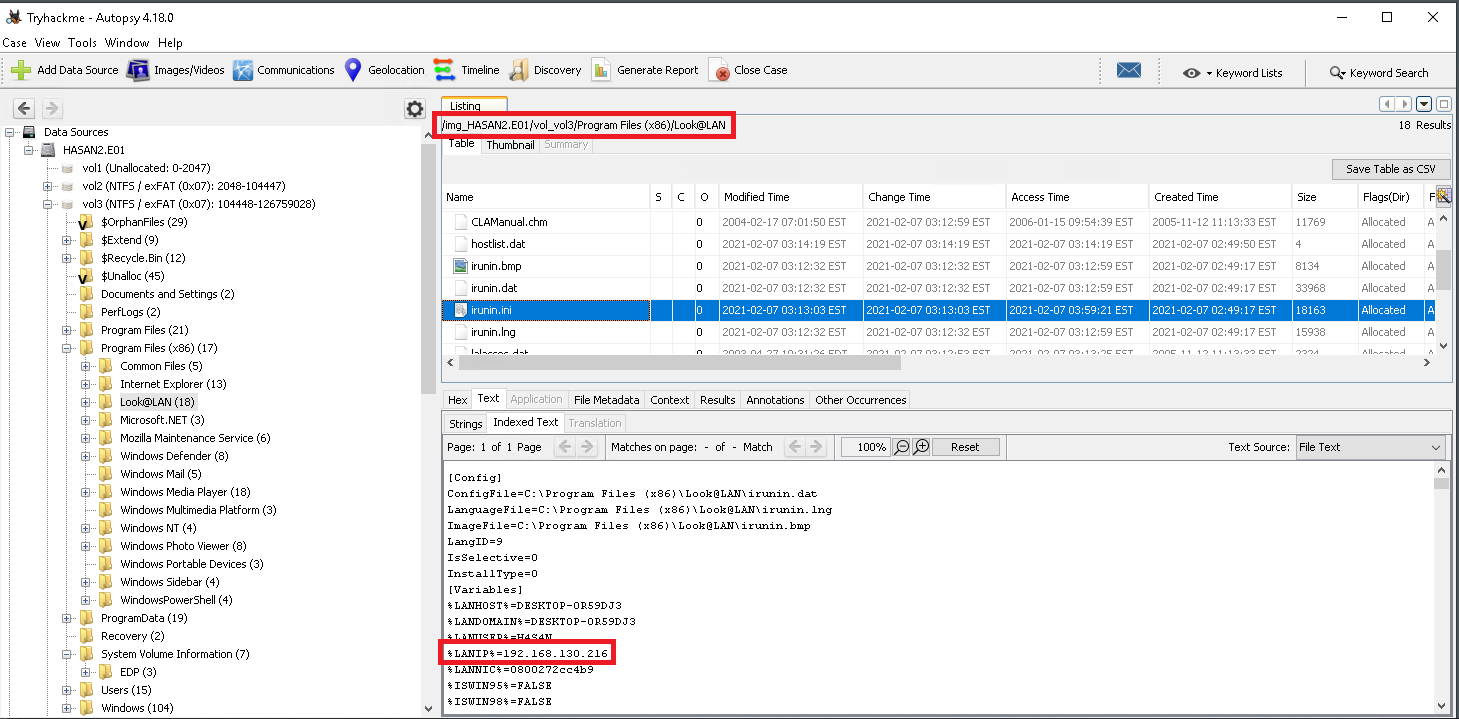 Tryhackme - Autopsy 4.18.0
Case View Tools Window Help
Add Data Source Images/Videos Communications Geolocation Timeline Discovery Generate Report Close Case Keyword Lists Keyword Search
Data Sources
HASAN2.E01
vol1 (Unallocated: 0-2047)
vol2 (NTFS / exFAT (0x07): 2048-104447)
vol3 (NTFS / exFAT (0x07): 104448-126759028)
$OrphanFiles (29)
$Extend (9)
$Recycle.Bin (12)
$Unalloc (45)
Documents and Settings (2)
PerfLogs (2)
Program Files (21)
Program Files (x86) (17)
Common Files (5)
Internet Explorer (13)
Look@LAN (18)
Microsoft.NET (3)
Mozilla Maintenance Service (6)
Windows Defender (8)
Windows Mail (5)
Windows Media Player (18)
Windows Multimedia Platform (3)
Windows NT (4)
Windows Photo Viewer (8)
Windows Portable Devices (3)
Windows Sidebar (4)
WindowsPowerShell (4)
ProgramData (19)
Recovery (2)
System Volume Information (7)
EDP (3)
Users (15)
Windows (104)
Listing
/img_HASAN2.E01/vol_vol3/Program Files (x86)/Look@LAN 18 Results
Table Thumbnail Summary
Save Table as CSV
Name S C O Modified Time Change Time Access Time Created Time Size Flags(Dir) F
CLAManual.chm 0 2004-02-17 07:01:50 EST 2021-02-07 03:12:59 EST 2006-01-15 09:54:39 EST 2005-11-12 11:13:33 EST 11769 Allocated A
hostlist.dat 0 2021-02-07 03:14:19 EST 2021-02-07 03:14:19 EST 2021-02-07 03:14:19 EST 2021-02-07 02:49:50 EST 4 Allocated A
irunin.bmp 0 2021-02-07 03:12:32 EST 2021-02-07 03:12:32 EST 2021-02-07 03:12:59 EST 2021-02-07 02:49:17 EST 8134 Allocated A
irunin.dat 0 2021-02-07 03:12:32 EST 2021-02-07 03:12:32 EST 2021-02-07 03:12:59 EST 2021-02-07 02:49:17 EST 33968 Allocated A
irunin.ini 0 2021-02-07 03:13:03 EST 2021-02-07 03:13:03 EST 2021-02-07 03:59:21 EST 2021-02-07 02:49:17 EST 18163 Allocated A
irunin.lng 0 2021-02-07 03:12:32 EST 2021-02-07 03:12:32 EST 2021-02-07 03:12:59 EST 2021-02-07 02:49:17 EST 15938 Allocated A
Hex Text Application File Metadata Context Results Annotations Other Occurrences
Strings Indexed Text Translation
Page: 1 of 1 Page Matches on page: - of - Match 100% Reset Text Source: File Text
[Config]
ConfigFile=C:\Program Files (x86)\Look@LAN\irunin.dat
LanguageFile=C:\Program Files (x86)\Look@LAN\irunin.lng
ImageFile=C:\Program Files (x86)\Look@LAN\irunin.bmp
LangID=9
IsSelective=0
InstallType=0
[Variables]
%LANHOST%=DESKTOP-0R59DJ3
%LANDOMAIN%=DESKTOP-0R59DJ3
%LANUSER%=H4S4N
%LANIP%=192.168.130.216
%LANNIC%=0800272cc4b9
%ISWIN95%=FALSE
%ISWIN98%=FALSE